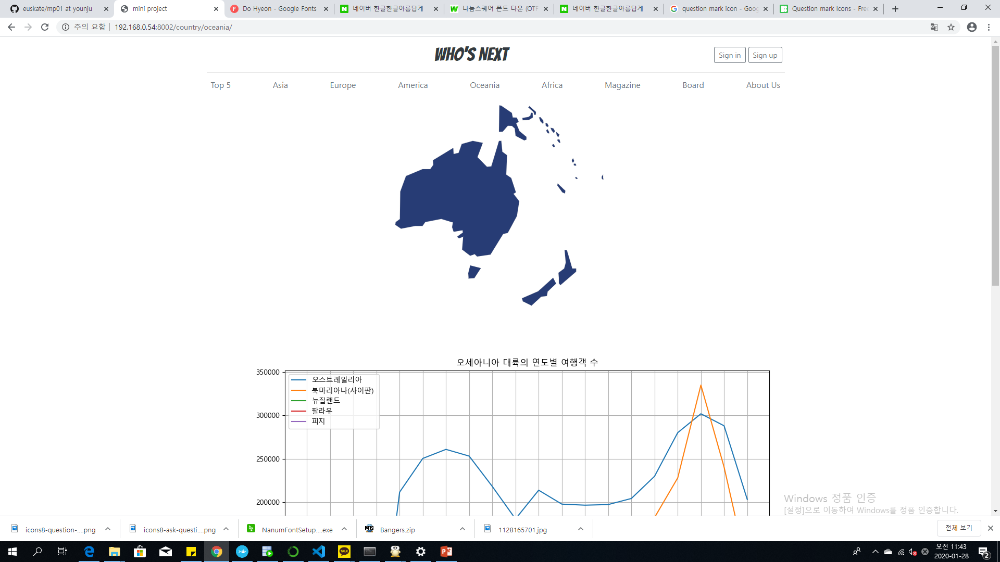 euskate/mp01 at younju
mini project
Do Hyeon - Google Fonts
네이버 한글한글아름답게
나눔스퀘어 폰트 다운 (OTF
네이버 한글한글아름답게
question mark icon - Goog
Question mark Icons - Free
주의 요함
192.168.0.54:8002/country/oceania/
WHO'S NEXT
Sign in
Sign up
Top 5
Asia
Europe
America
Oceania
Africa
Magazine
Board
About Us
오세아니아 대륙의 연도별 여행객 수
350000
300000
250000
200000
오스트레일리아
북마리아나(사이판)
뉴질랜드
팔라우
피지
Windows 정품 인증
[설정]으로 이동하여 Windows를 정품 인증합니다.
icons8-question-....png
icons8-ask-questi....png
NanumFontSetup....exe
ZIP
Bangers.zip
1128165701.jpg
전체 보기
TALK
오전 11:43
2020-01-28
2